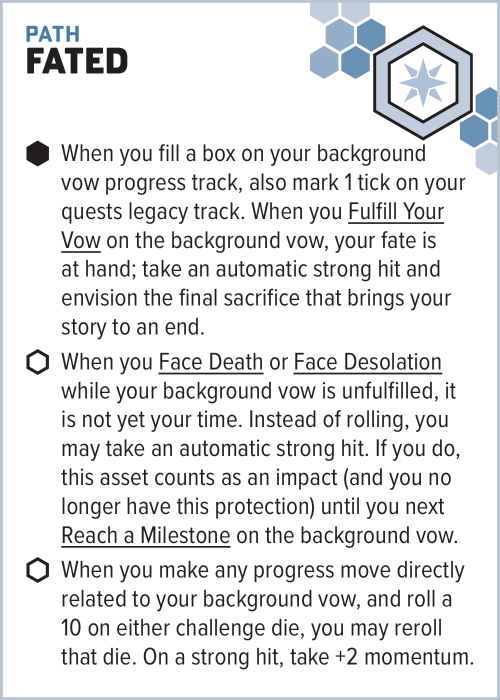 PATH
FATED
When you fill a box on your background
vow progress track, also mark 1 tick on your
quests legacy track. When you Fulfill Your
Vow on the background vow, your fate is
at hand; take an automatic strong hit and
envision the final sacrifice that brings your
story to an end.
When you Face Death or Face Desolation
while your background vow is unfulfilled, it
is not yet your time. Instead of rolling, you
may take an automatic strong hit. If you do,
this asset counts as an impact (and you no
longer have this protection) until you next
Reach a Milestone on the background vow.
When you make any progress move directly
related to your background vow, and roll a
10 on either challenge die, you may reroll
that die. On a strong hit, take +2 momentum.